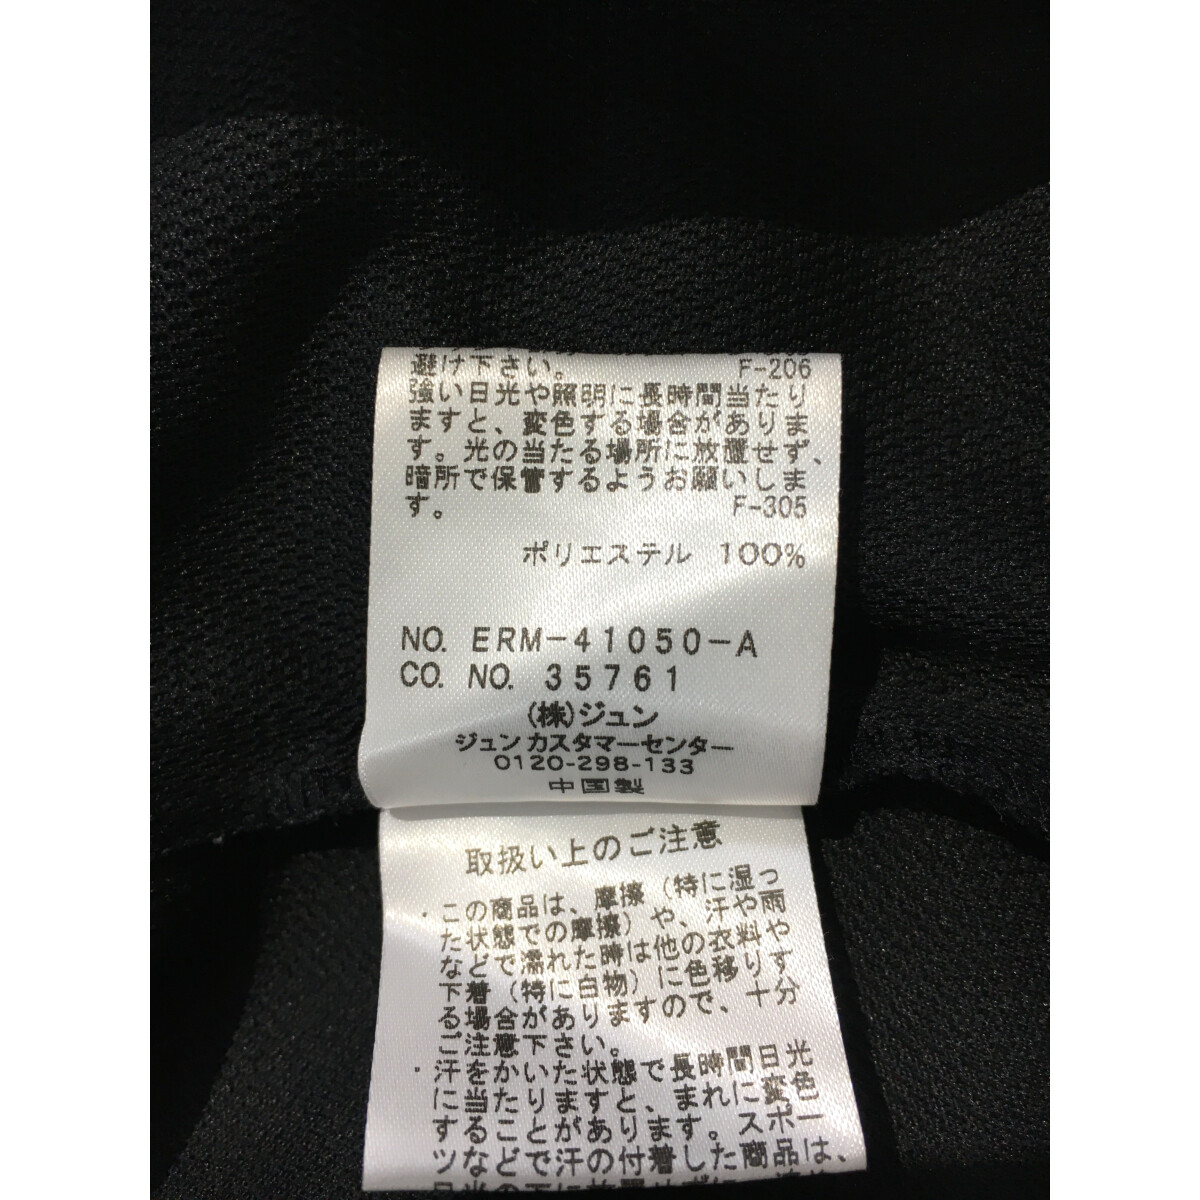 避け下さい。 F-206
強い日光や照明に長時間当たり
ますと、変色する場合がありま
す。光の当たる場所に放置せず、
暗所で保管するようお願いしま
す。 F-305
ポリエステル 100%
NO. ERM-41050-A
CO. NO. 35761
(株)ジュン
ジュン カスタマーセンター
0120-298-133
中国製
取扱い上のご注意
・この商品は、摩擦(特に湿っ
た状態での摩擦)や、汗や雨
などで濡れた時は他の衣料や
下着(特に白物)に色移りす
る場合がありますので、十分
ご注意下さい。
・汗をかいた状態で長時間日光
に当たりますと、まれに変色
することがあります。スポー
ツなどで汗の付着した商品は、